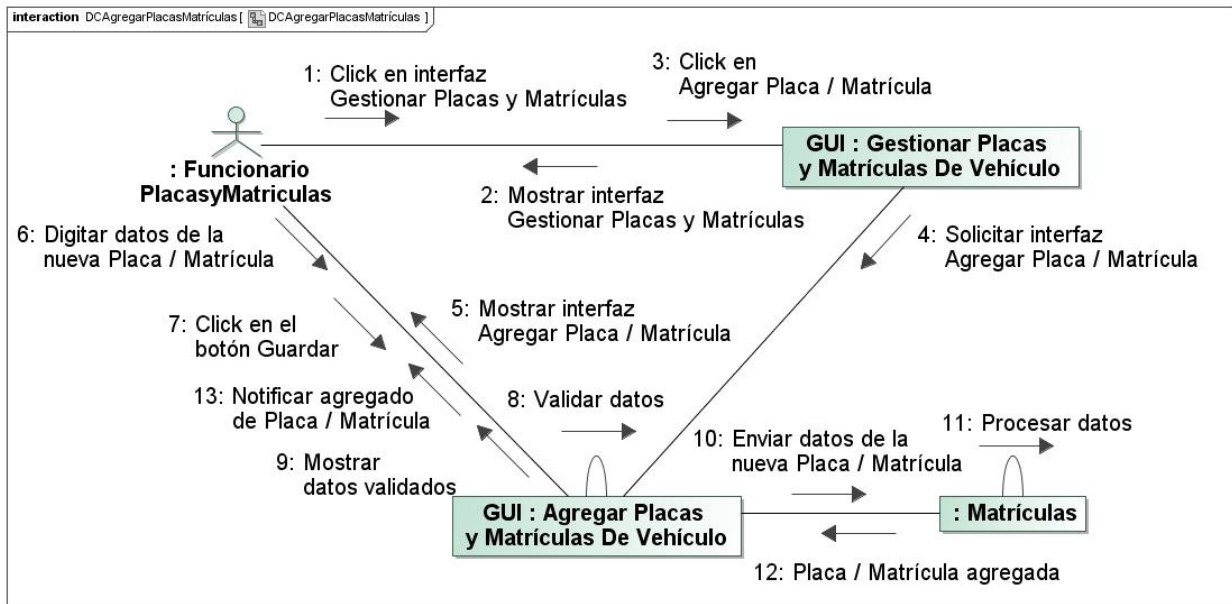 interaction DCAgregarPlacasMatrículas [ DCAgregarPlacasMatrículas ]
1: Click en interfaz
Gestionar Placas y Matrículas
3: Click en
Agregar Placa / Matrícula
: Funcionario
PlacasyMatriculas
GUI : Gestionar Placas
y Matrículas De Vehículo
2: Mostrar interfaz
Gestionar Placas y Matrículas
6: Digitar datos de la
nueva Placa / Matrícula
4: Solicitar interfaz
Agregar Placa / Matrícula
5: Mostrar interfaz
Agregar Placa / Matrícula
7: Click en el
botón Guardar
13: Notificar agregado
de Placa / Matrícula
8: Validar datos
9: Mostrar
datos validados
10: Enviar datos de la
nueva Placa / Matrícula
11: Procesar datos
GUI : Agregar Placas
y Matrículas De Vehículo
: Matrículas
12: Placa / Matrícula agregada